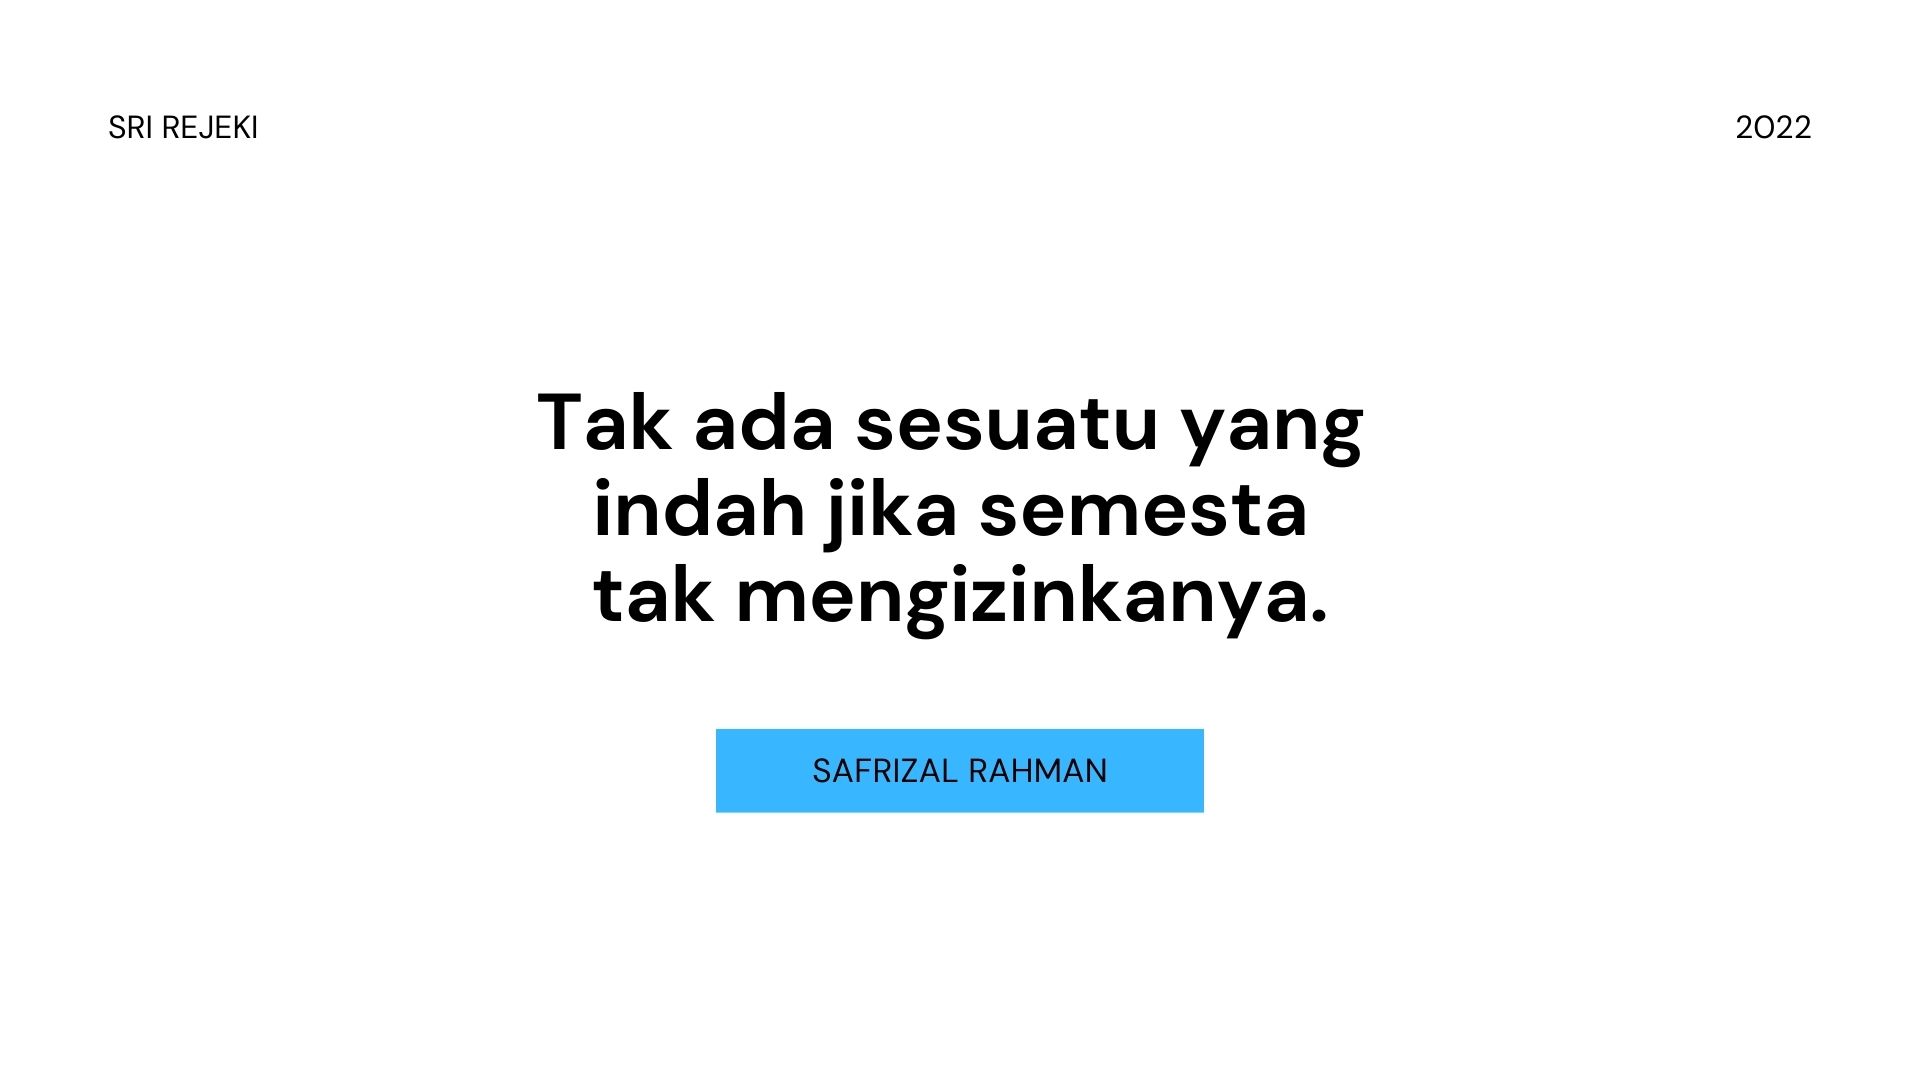 SRI REJEKI
2022
Tak ada sesuatu yang
indah jika semesta
tak mengizinkanya.
SAFRIZAL RAHMAN